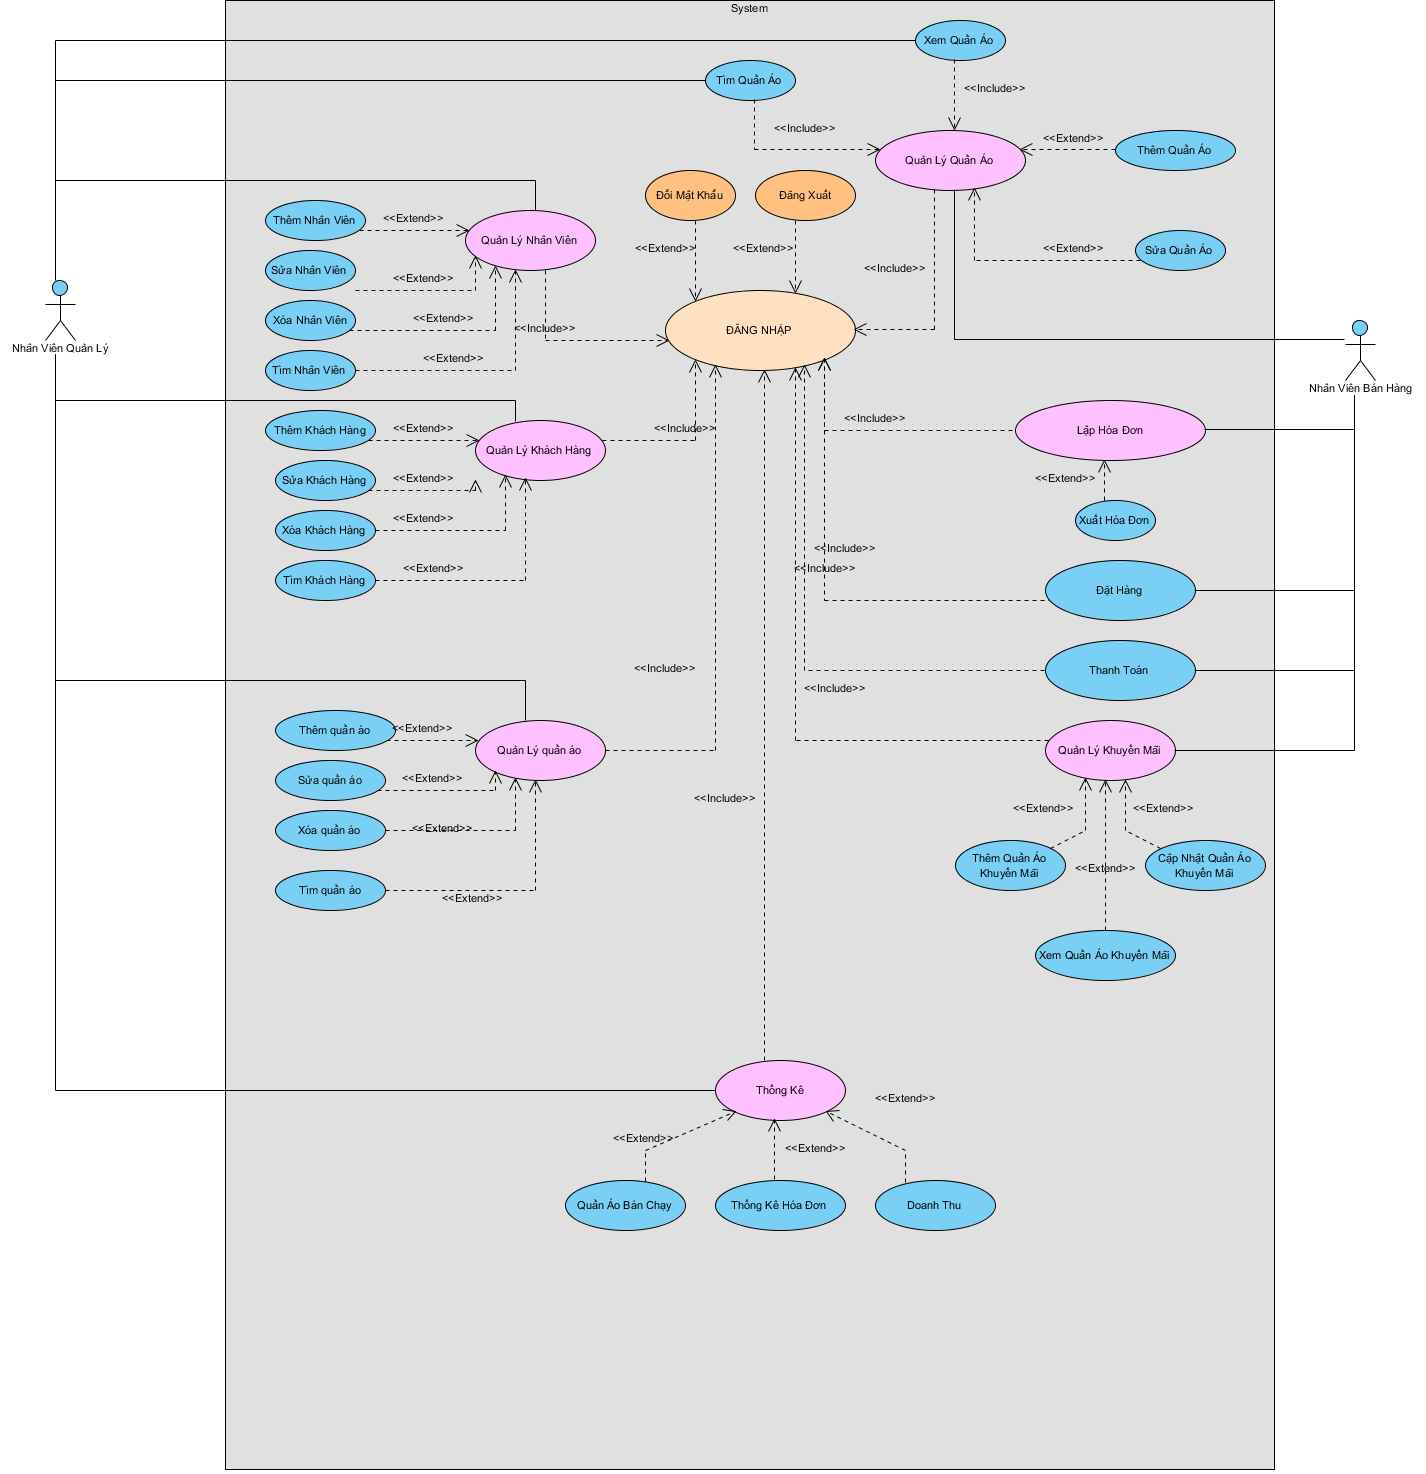 System
Xem Quần Áo
Tìm Quần Áo
<<Include>>
<<Include>>
<<Extend>>
Thêm Quần Áo
Quản Lý Quần Áo
Đổi Mật Khẩu
Đăng Xuất
Thêm Nhân Viên
<<Extend>>
Quản Lý Nhân Viên
<<Extend>>
<<Extend>>
<<Extend>>
Sửa Quần Áo
Sửa Nhân Viên
<<Extend>>
<<Include>>
Xóa Nhân Viên
<<Extend>>
<<Include>>
ĐĂNG NHẬP
Nhân Viên Quản Lý
<<Extend>>
Tìm Nhân Viên
Nhân Viên Bán Hàng
Thêm Khách Hàng
<<Extend>>
<<Include>>
<<Include>>
Lập Hóa Đơn
Quản Lý Khách Hàng
Sửa Khách Hàng
<<Extend>>
<<Extend>>
Xóa Khách Hàng
<<Extend>>
Xuất Hóa Đơn
<<Include>>
Tìm Khách Hàng
<<Extend>>
<<Include>>
Đặt Hàng
<<Include>>
Thanh Toán
<<Include>>
Thêm quần áo
<<Extend>>
Quản Lý quần áo
Quản Lý Khuyến Mãi
Sửa quần áo
<<Extend>>
<<Include>>
<<Extend>>
<<Extend>>
Xóa quần áo
<<Extend>>
Thêm Quần Áo
Khuyến Mãi
<<Extend>>
Cập Nhật Quần Áo
Khuyến Mãi
Tìm quần áo
<<Extend>>
Xem Quần Áo Khuyến Mãi
Thống Kê
<<Extend>>
<<Extend>>
<<Extend>>
Quần Áo Bán Chạy
Thống Kê Hóa Đơn
Doanh Thu